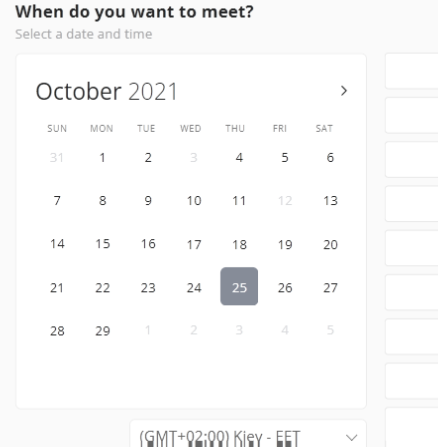 When do you want to meet?
Select a date and time
October 2021
SUN MON TUE WED THU FRI SAT
31 1 2 3 4 5 6
7 8 9 10 11 12 13
14 15 16 17 18 19 20
21 22 23 24 25 26 27
28 29 1 2 3 4 5
(GMT+02:00) Kiev - EET